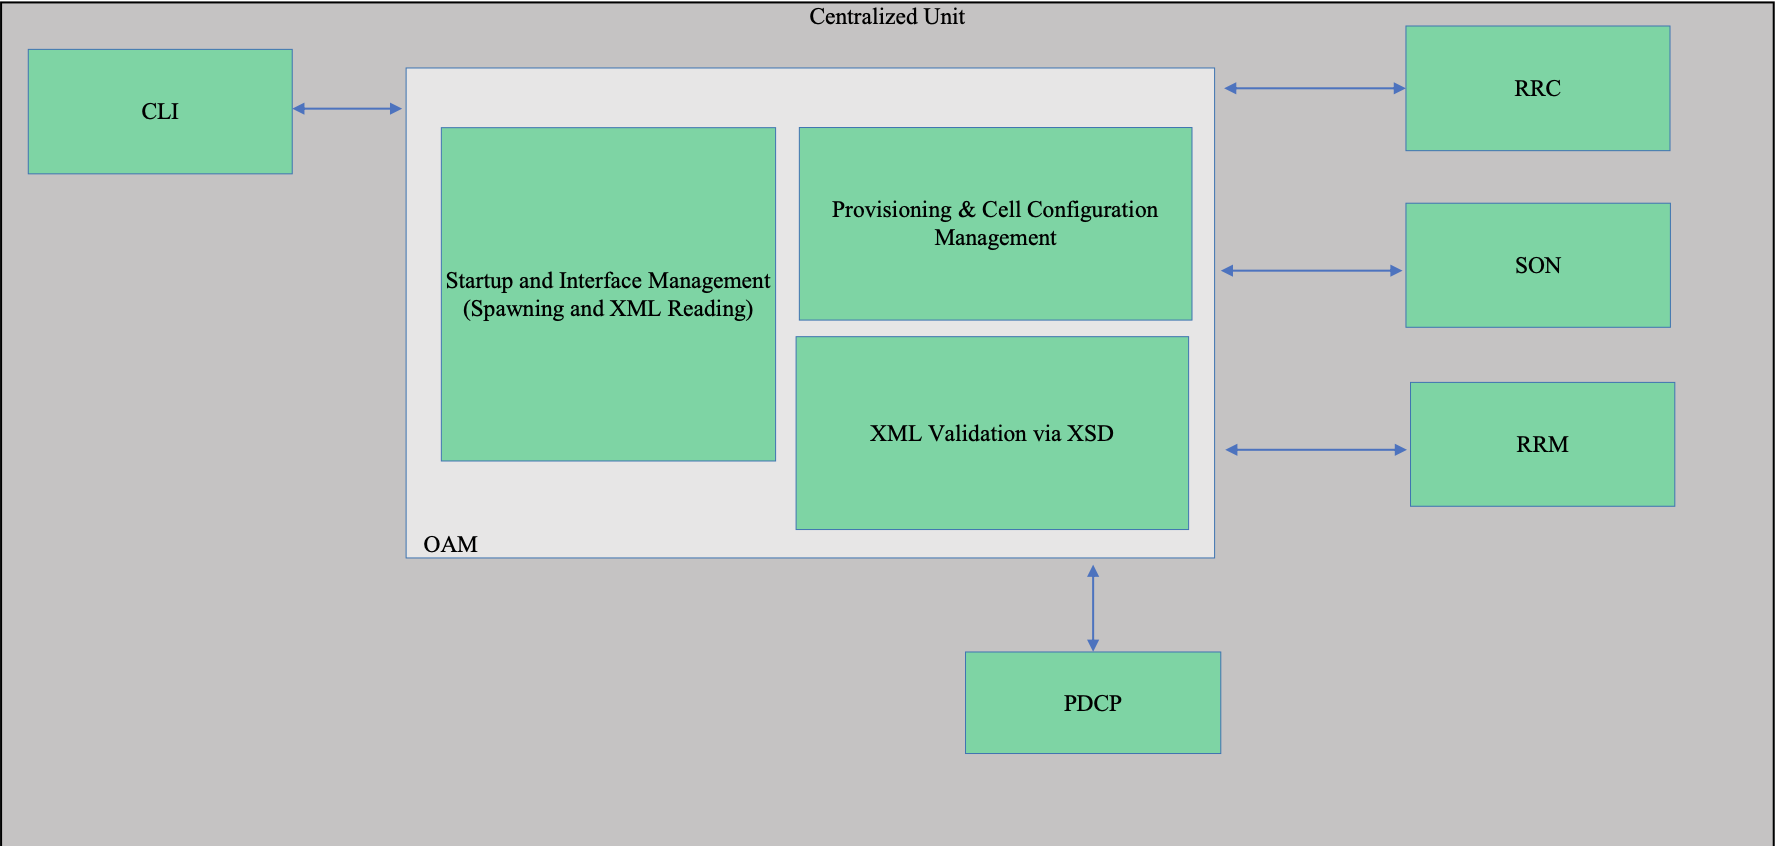 Centralized Unit
CLI
RRC
Provisioning & Cell Configuration
Management
Startup and Interface Management
(Spawning and XML Reading)
SON
XML Validation via XSD
RRM
OAM
PDCP